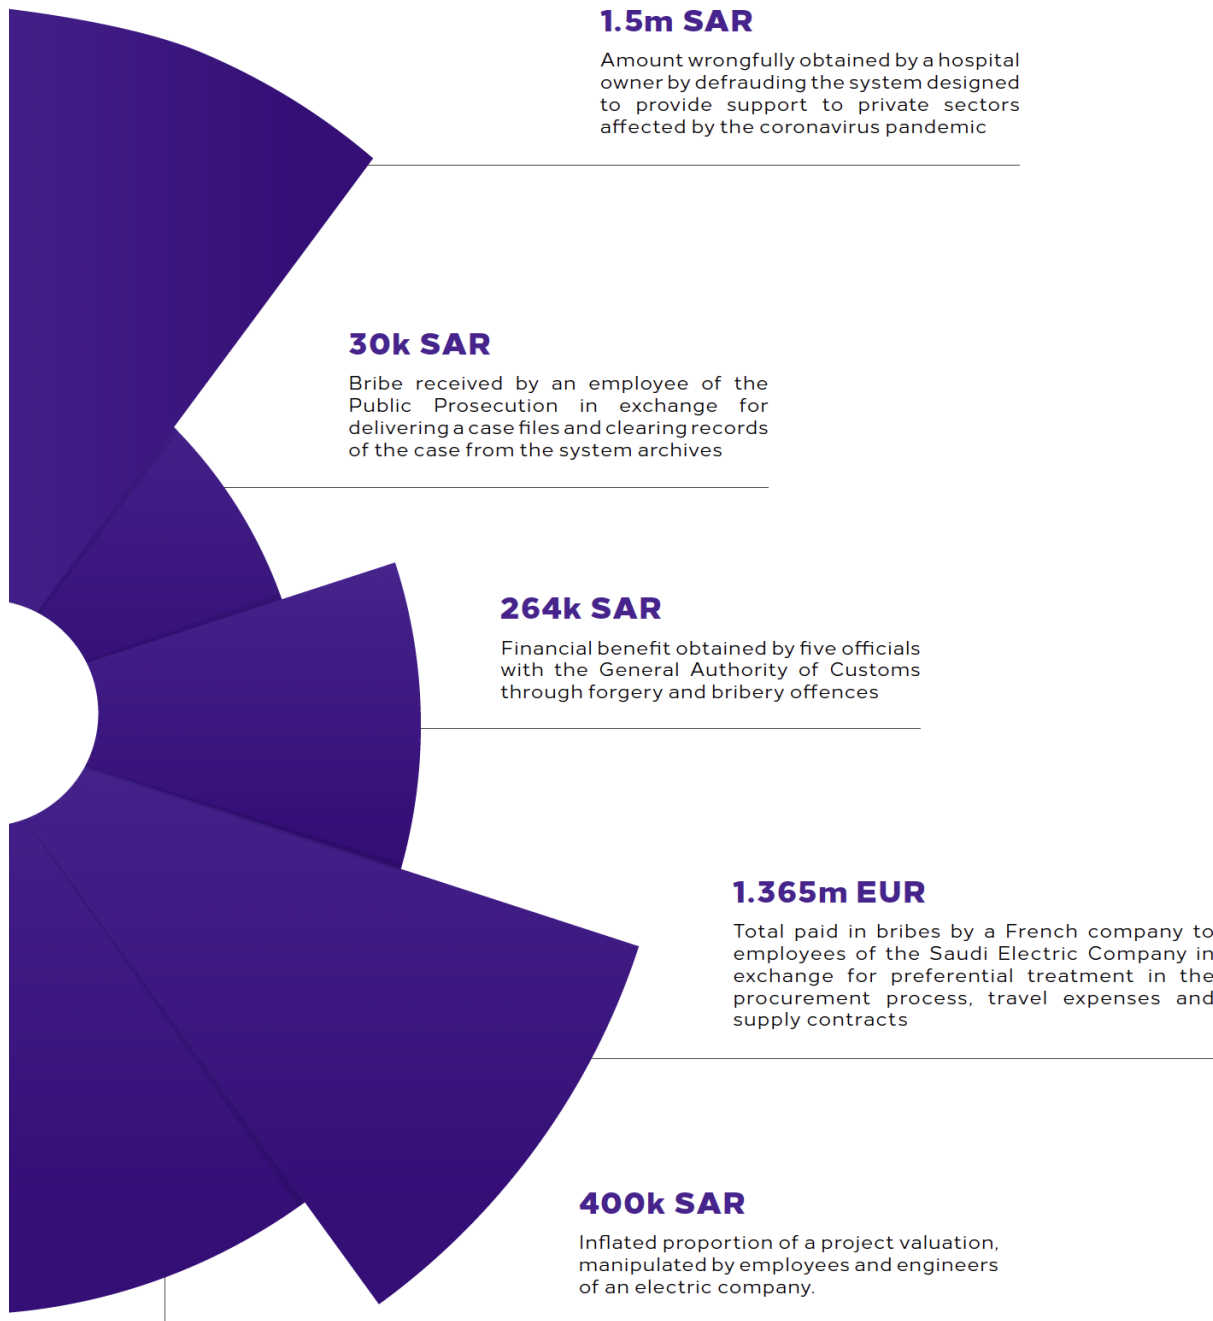 1.5m SAR
Amount wrongfully obtained by a hospital
owner by defrauding the system designed
to provide support to private sectors
affected by the coronavirus pandemic
30k SAR
Bribe received by an employee of the
Public Prosecution in exchange for
delivering a case files and clearing records
of the case from the system archives
264k SAR
Financial benefit obtained by five officials
with the General Authority of Customs
through forgery and bribery offences
1.365m EUR
Total paid in bribes by a French company to
employees of the Saudi Electric Company in
exchange for preferential treatment in the
procurement process, travel expenses and
supply contracts
400k SAR
Inflated proportion of a project valuation,
manipulated by employees and engineers
of an electric company.